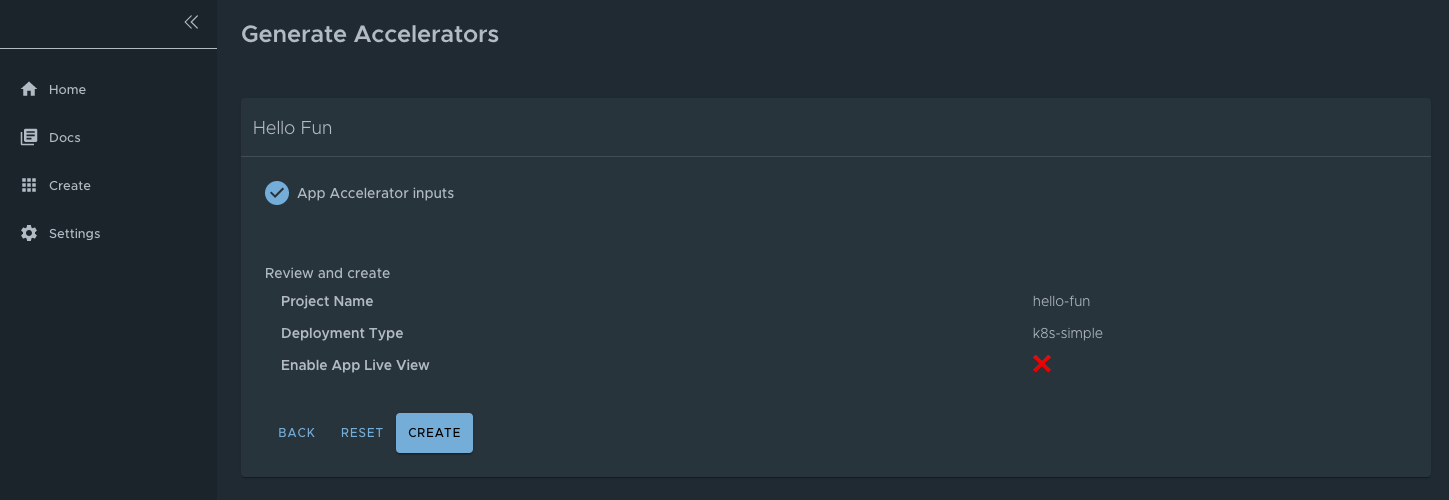 Generate Accelerators
Home
Docs
Create
Settings
Hello Fun
App Accelerator inputs
Review and create
Project Name hello-fun
Deployment Type k8s-simple
Enable App Live View
BACK RESET CREATE